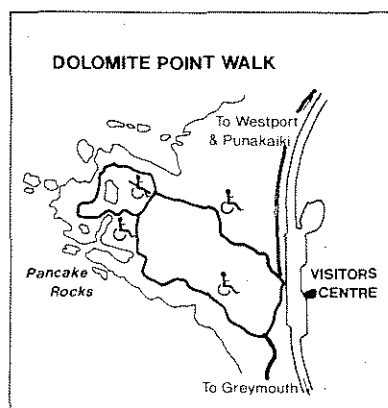 DOLOMITE POINT WALK
To Westport
& Punakaiki
Pancake
Rocks
VISITORS
CENTRE
To Greymouth